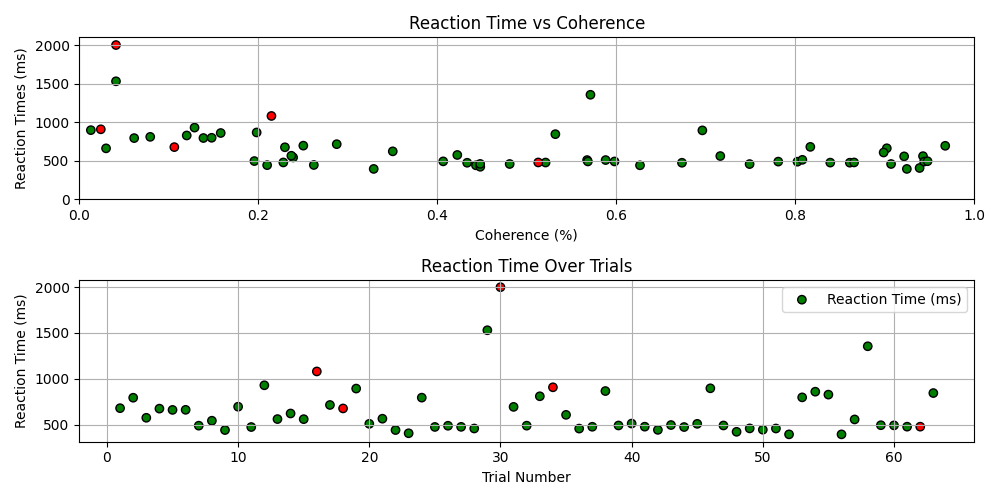 Reaction Time vs Coherence
Reaction Times (ms)
2000
1500
1000
500
0
0.0 0.2 0.4 0.6 0.8 1.0
Coherence (%)
Reaction Time Over Trials
Reaction Time (ms)
2000
1500
1000
500
Reaction Time (ms)
0 10 20 30 40 50 60
Trial Number